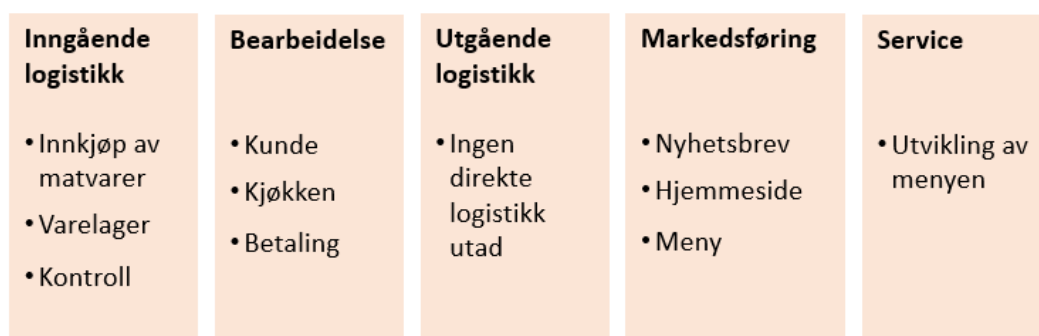 Inngående
logistikk
• Innkjøp av
matvarer
• Varelager
• Kontroll
Bearbeidelse
• Kunde
• Kjøkken
• Betaling
Utgående
logistikk
• Ingen
direkte
logistikk
utad
Markedsføring
• Nyhetsbrev
• Hjemmeside
• Meny
Service
• Utvikling av
menyen